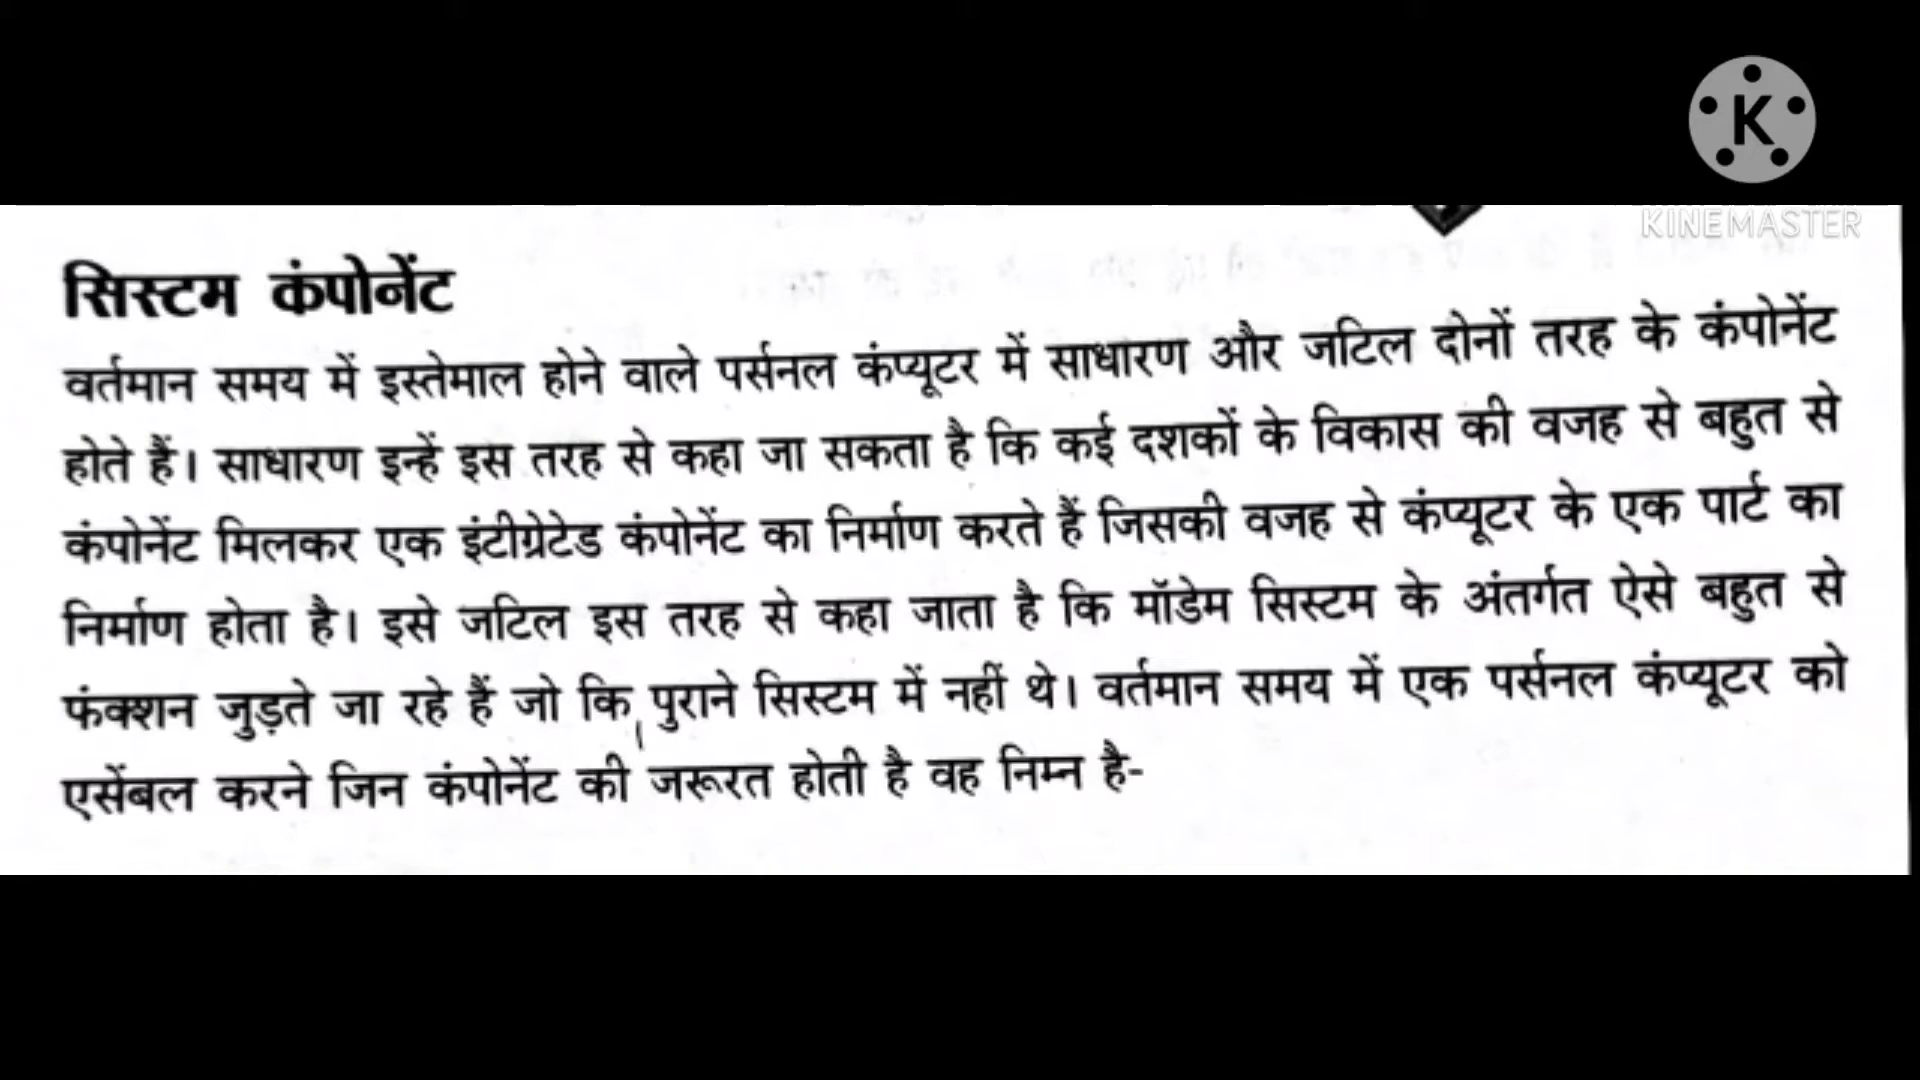 K
KINEMASTER
सिस्टम कंपोनेंट
वर्तमान समय में इस्तेमाल होने वाले पर्सनल कंप्यूटर में साधारण और जटिल दोनों तरह के कंपोनेंट
होते हैं। साधारण इन्हें इस तरह से कहा जा सकता है कि कई दशकों के विकास की वजह से बहुत से
कंपोनेंट मिलकर एक इंटीग्रेटेड कंपोनेंट का निर्माण करते हैं जिसकी वजह से कंप्यूटर के एक पार्ट का
निर्माण होता है। इसे जटिल इस तरह से कहा जाता है कि मॉडेम सिस्टम के अंतर्गत ऐसे बहुत से
फंक्शन जुड़ते जा रहे हैं जो कि पुराने सिस्टम में नहीं थे। वर्तमान समय में एक पर्सनल कंप्यूटर को
एसेंबल करने जिन कंपोनेंट की जरूरत होती है वह निम्न है-